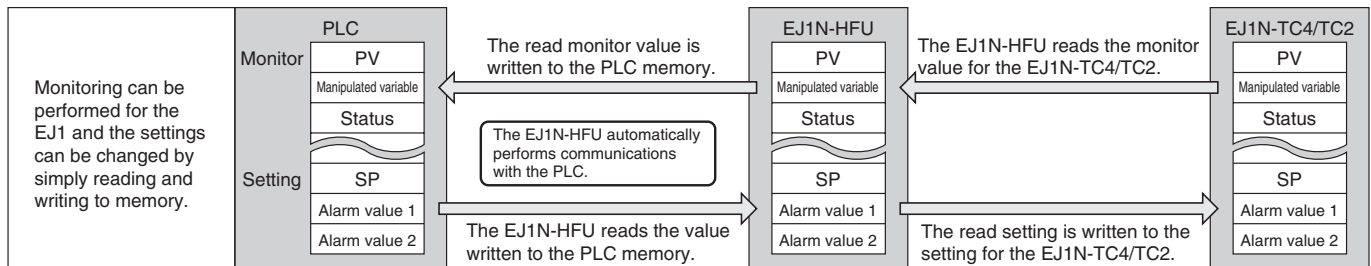 Monitoring can be
performed for the
EJ1 and the settings
can be changed by
simply reading and
writing to memory.
PLC
Monitor
PV
Manipulated variable
Status
Setting
SP
Alarm value 1
Alarm value 2
The read monitor value is
written to the PLC memory.
The EJ1N-HFU automatically
performs communications
with the PLC.
The EJ1N-HFU reads the value
written to the PLC memory.
EJ1N-HFU
PV
Manipulated variable
Status
SP
Alarm value 1
Alarm value 2
The EJ1N-HFU reads the monitor
value for the EJ1N-TC4/TC2.
The read setting is written to the
setting for the EJ1N-TC4/TC2.
EJ1N-TC4/TC2
PV
Manipulated variable
Status
SP
Alarm value 1
Alarm value 2